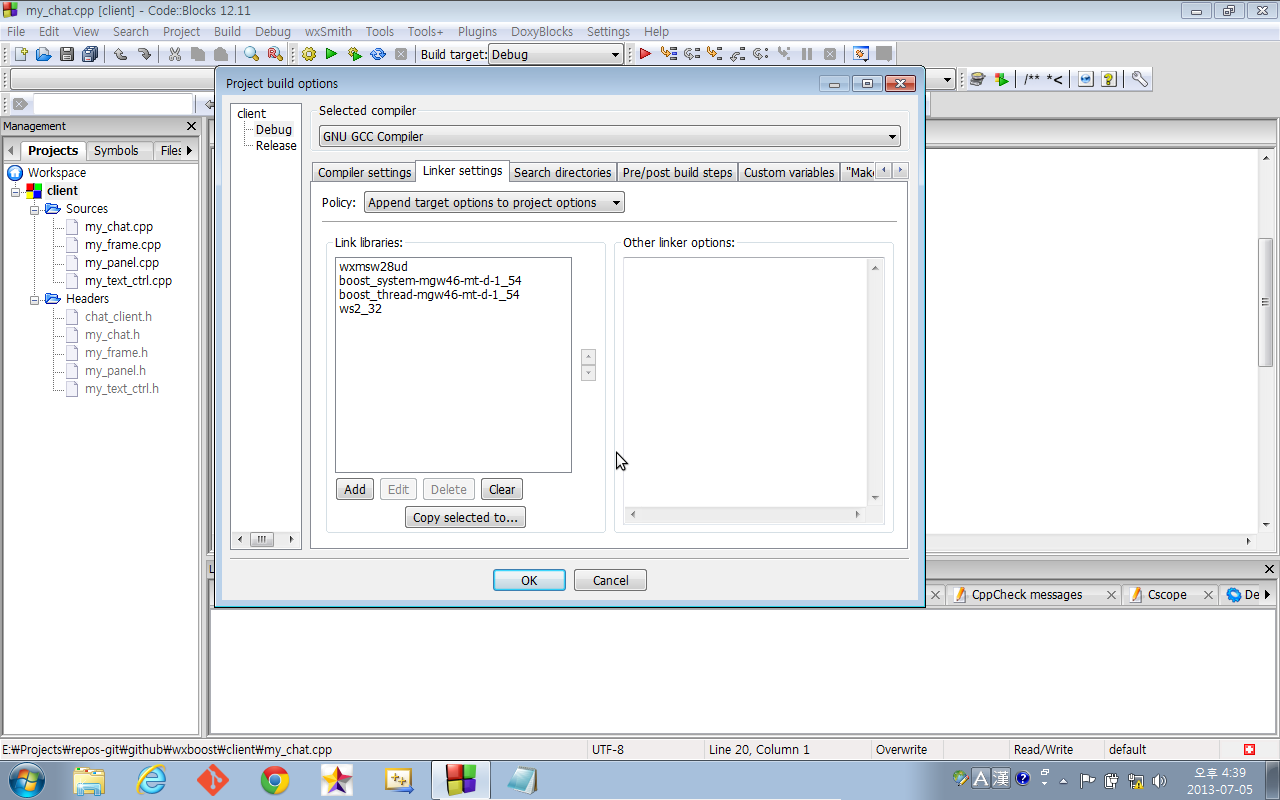 my_chat.cpp [client] - Code::Blocks 12.11
File Edit View Search Project Build Debug wxSmith Tools Tools+ Plugins DoxyBlocks Settings Help
Build target: Debug
/** *<
Management
Projects Symbols Files
Workspace
client
Sources
my_chat.cpp
my_frame.cpp
my_panel.cpp
my_text_ctrl.cpp
Headers
chat_client.h
my_chat.h
my_frame.h
my_panel.h
my_text_ctrl.h
Project build options
client
Debug
Release
Selected compiler
GNU GCC Compiler
Compiler settings Linker settings Search directories Pre/post build steps Custom variables "Make
Policy: Append target options to project options
Link libraries:
wxmsw28ud
boost_system-mgw46-mt-d-1_54
boost_thread-mgw46-mt-d-1_54
ws2_32
Add Edit Delete Clear
Copy selected to...
Other linker options:
OK Cancel
CppCheck messages Cscope De
E:₩Projects₩repos-git₩github₩wxboost₩client₩my_chat.cpp UTF-8 Line 20, Column 1 Overwrite Read/Write default
A 漢
오후 4:39
2013-07-05